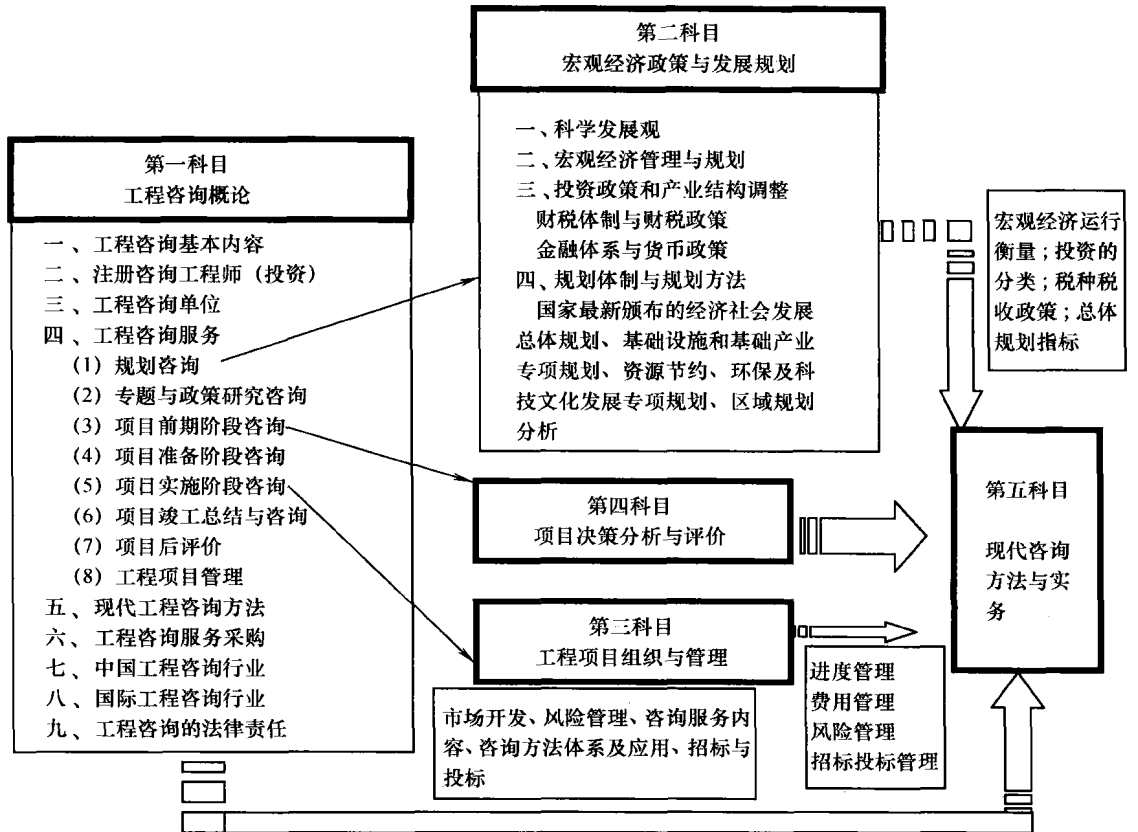 第一科目
工程咨询概论
一 、工程咨询基本内容
二 、注册咨询工程师（投资）
三 、工程咨询单位
四 、工程咨询服务
(1) 规划咨询
(2) 专题与政策研究咨询
(3) 项目前期阶段咨询
(4) 项目准备阶段咨询
(5) 项目实施阶段咨询
(6) 项目竣工总结与咨询
(7) 项目后评价
(8) 工程项目管理
五 、现代工程咨询方法
六 、工程咨询服务采购
七 、中国工程咨询行业
八 、国际工程咨询行业
九 、工程咨询的法律责任
第二科目
宏观经济政策与发展规划
一 、科学发展观
二 、宏观经济管理与规划
三 、投资政策和产业结构调整
财税体制与财税政策
金融体系与货币政策
四 、规划体制与规划方法
国家最新颁布的经济社会发展
总体规划、基础设施和基础产业
专项规划、资源节约、环保及科
技文化发展专项规划、区域规划
分析
宏观经济运行
衡量；投资的
分类；税种税
收政策；总体
规划指标
第四科目
项目决策分析与评价
第三科目
工程项目组织与管理
市场开发、风险管理、咨询服务内
容、咨询方法体系及应用、招标与
投标
进度管理
费用管理
风险管理
招标投标管理
第五科目
现代咨询
方法与实
务